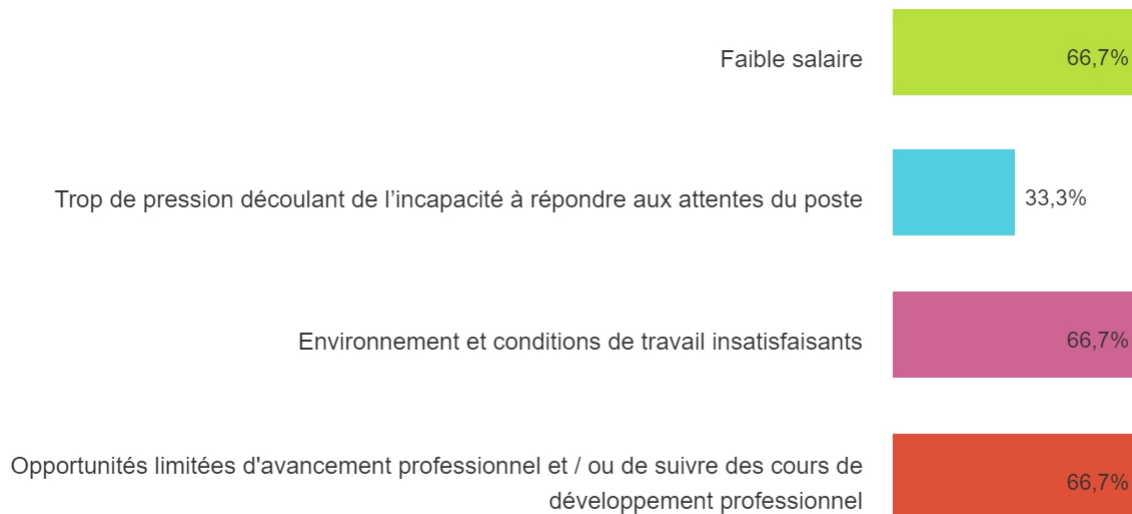 Faible salaire 66,7%
Trop de pression découlant de l’incapacité à répondre aux attentes du poste 33,3%
Environnement et conditions de travail insatisfaisants 66,7%
Opportunités limitées d'avancement professionnel et / ou de suivre des cours de
développement professionnel 66,7%